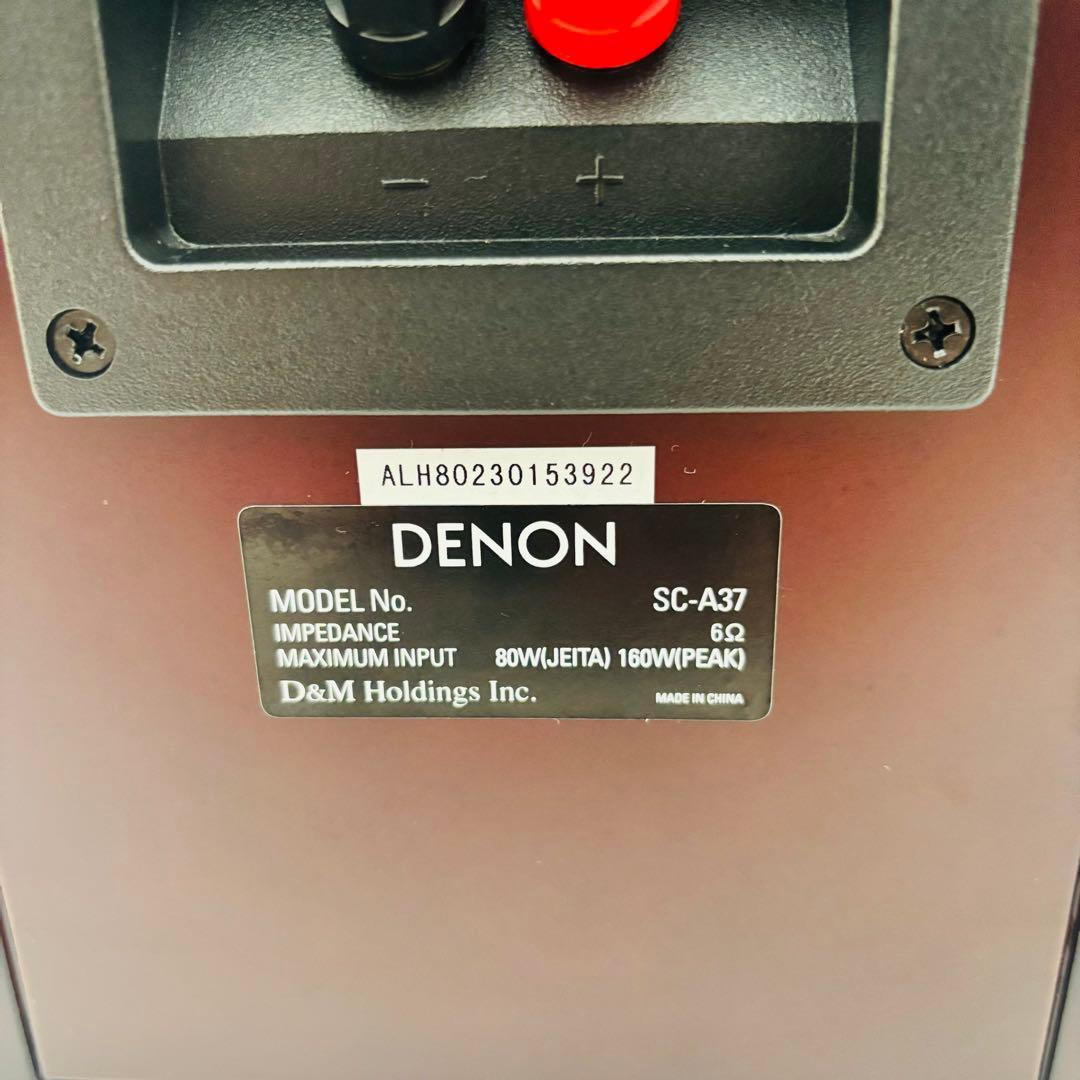 − +
ALH80230153922
DENON
MODEL No. SC-A37
IMPEDANCE 6Ω
MAXIMUM INPUT 80W(JEITA) 160W(PEAK)
D&M Holdings Inc. MADE IN CHINA